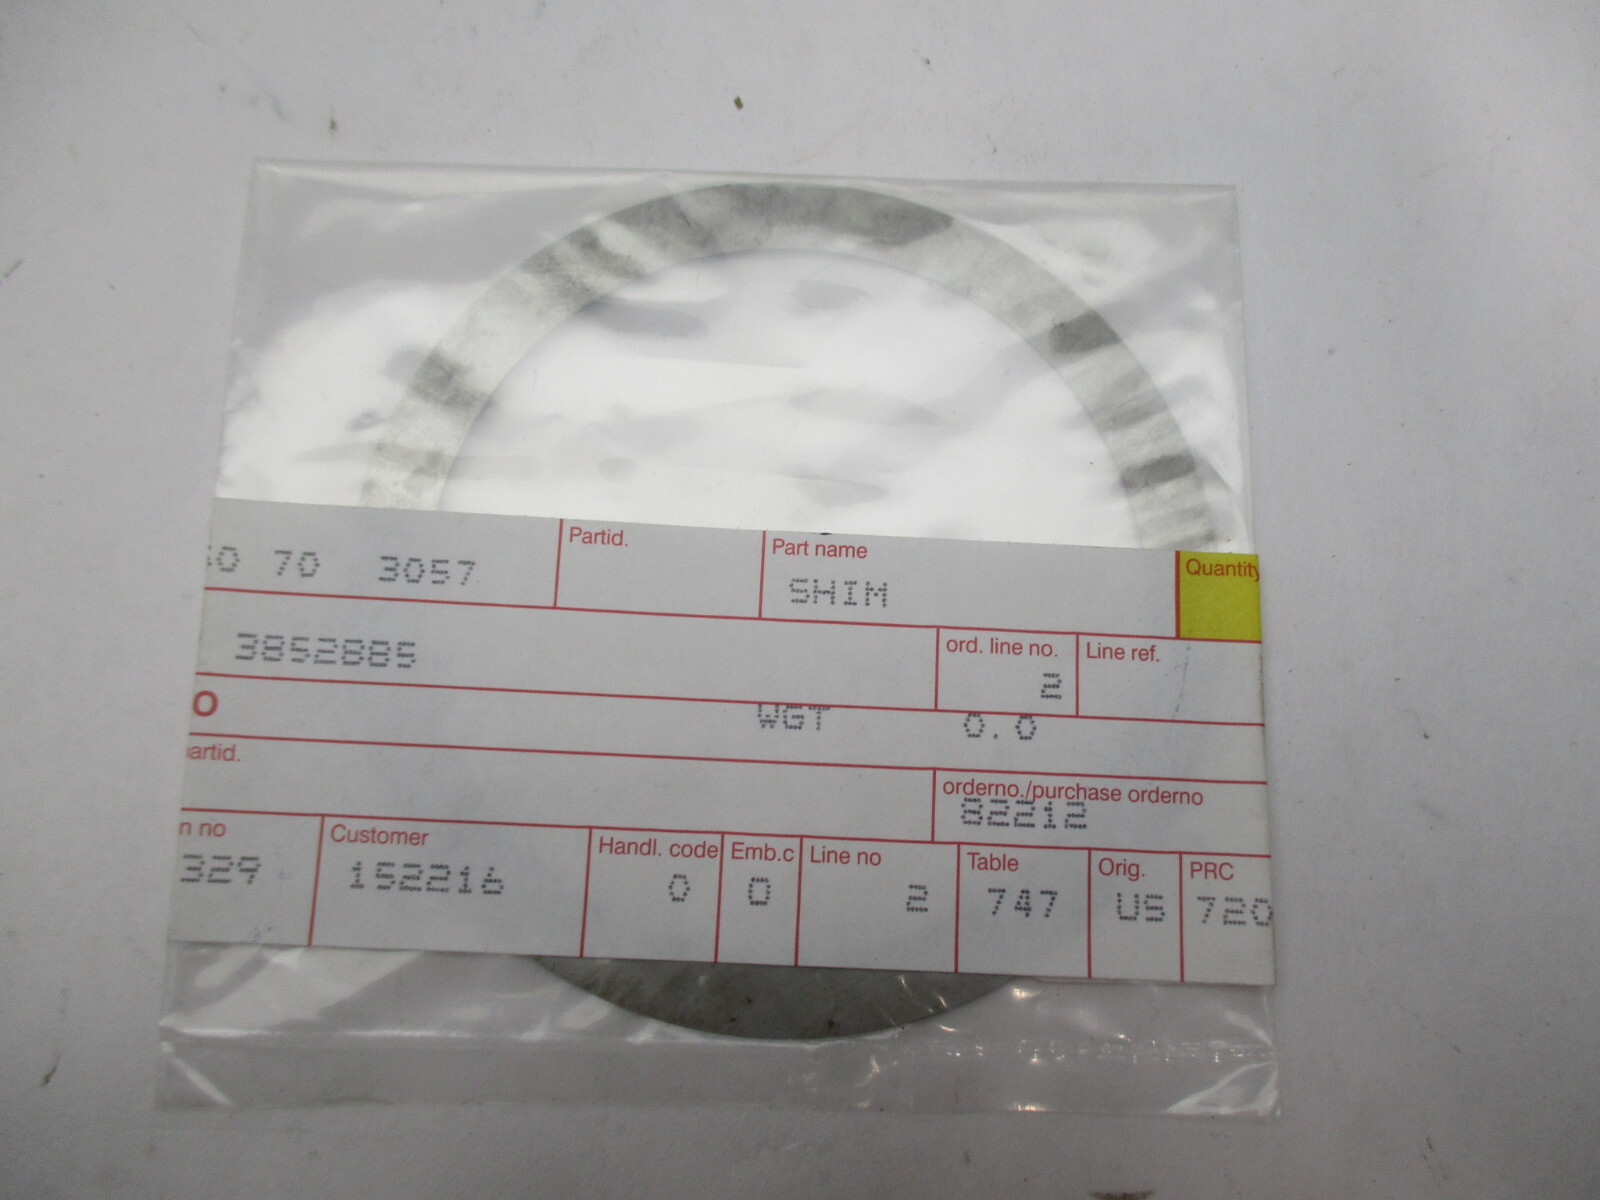 Partid. Part name Quantity
0 70 3057 SHIM
ord. line no. Line ref.
3852885 2
O WGT 0.0
artid. orderno./purchase orderno
32212
n no Customer Handl. code Emb.c Line no Table Orig. PRC
329 152216 0 0 2 747 US 720